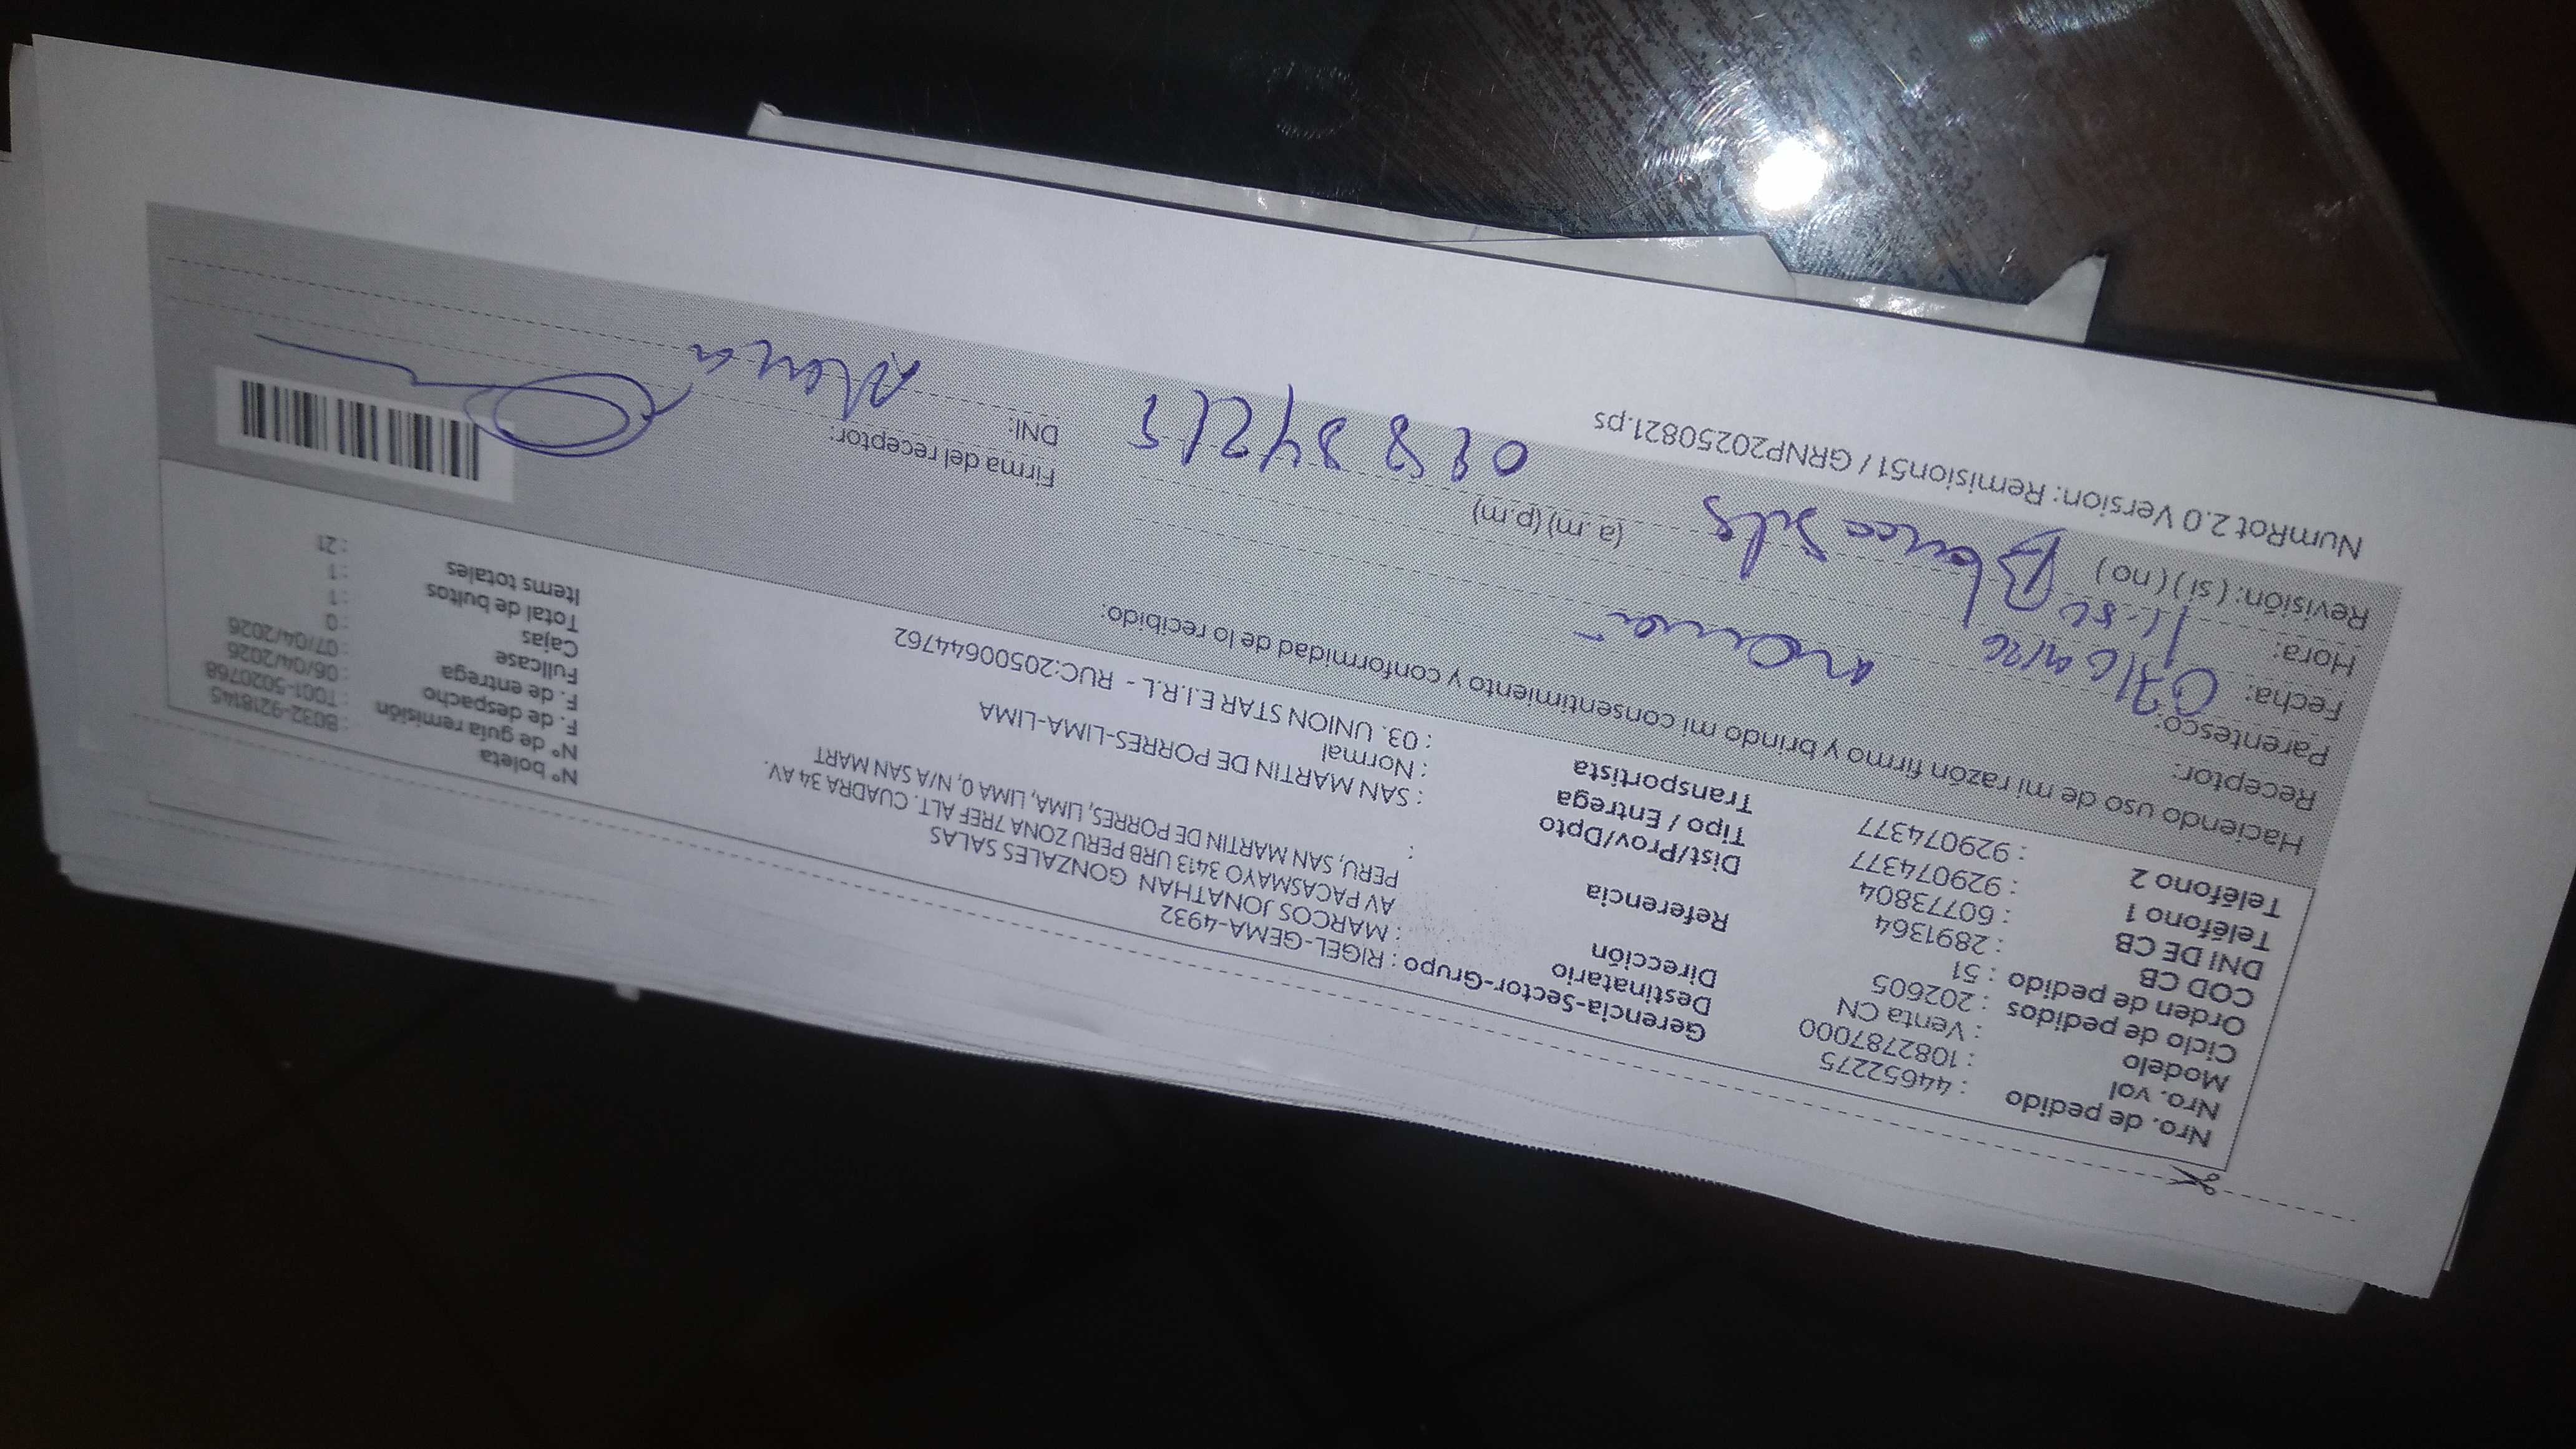 Nro. de pedido : 44652275
Nro. vol : 1082787000
Modelo : Venta CN
Ciclo de pedidos : 202605
Orden de pedido : 51
COD CB : 2891364
DNI DE CB : 60773804
Teléfono 1 : 929074377
Teléfono 2 : 929074377
Gerencia-Sector-Grupo : RIGEL-GEMA-4932
Destinatario : MARCOS JONATHAN GONZALES SALAS
Dirección AV PACASMAYO 3413 URB PERU ZONA 7REF ALT. CUADRA 34 AV.
PERU, SAN MARTIN DE PORRES, LIMA, LIMA 0, N/A SAN MART
Referencia :
Dist/Prov/Dpto : SAN MARTIN DE PORRES-LIMA-LIMA
Tipo / Entrega : Normal
Transportista : 03. UNION STAR E.I.R.L - RUC:20500644762
N° boleta : B032-9218145
N° de guía remisión : T001-5020768
F. de despacho : 06/04/2026
F. de entrega : 07/04/2026
Fullcase : 0
Cajas : 1
Total de bultos : 1
Items totales : 21
Haciendo uso de mi razón firmo y brindo mi consentimiento y conformidad de lo recibido:
Receptor:
Parentesco:
Fecha:
Hora: (a.m) (p.m)
Revisión: ( si ) ( no )
Firma del receptor:
DNI:
NumRot 2.0 Version: Remision51 / GRNP20250821.ps